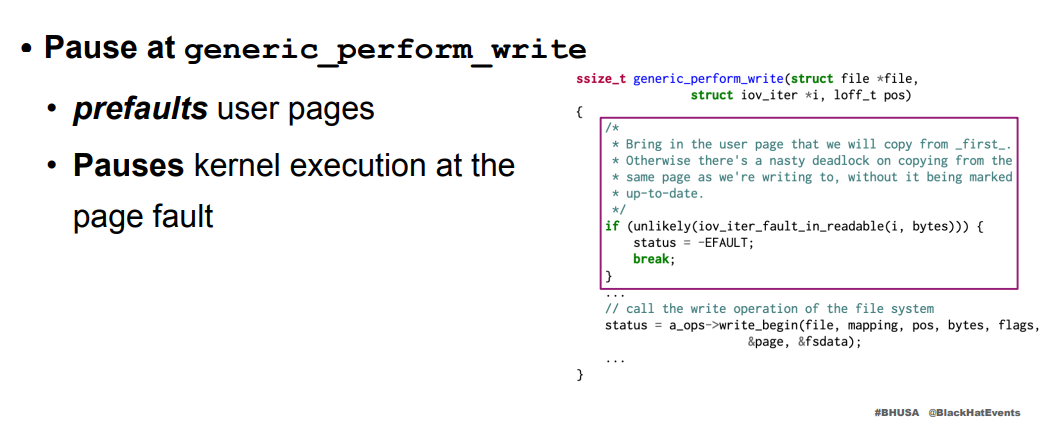 • Pause at generic_perform_write
• prefaults user pages
• Pauses kernel execution at the
page fault
ssize_t generic_perform_write(struct file *file,
struct iov_iter *i, loff_t pos)
{
/*
* Bring in the user page that we will copy from _first_.
* Otherwise there's a nasty deadlock on copying from the
* same page as we're writing to, without it being marked
* up-to-date.
*/
if (unlikely(iov_iter_fault_in_readable(i, bytes))) {
status = -EFAULT;
break;
}
...
// call the write operation of the file system
status = a_ops->write_begin(file, mapping, pos, bytes, flags,
&page, &fsdata);
...
}
#BHUSA @BlackHatEvents